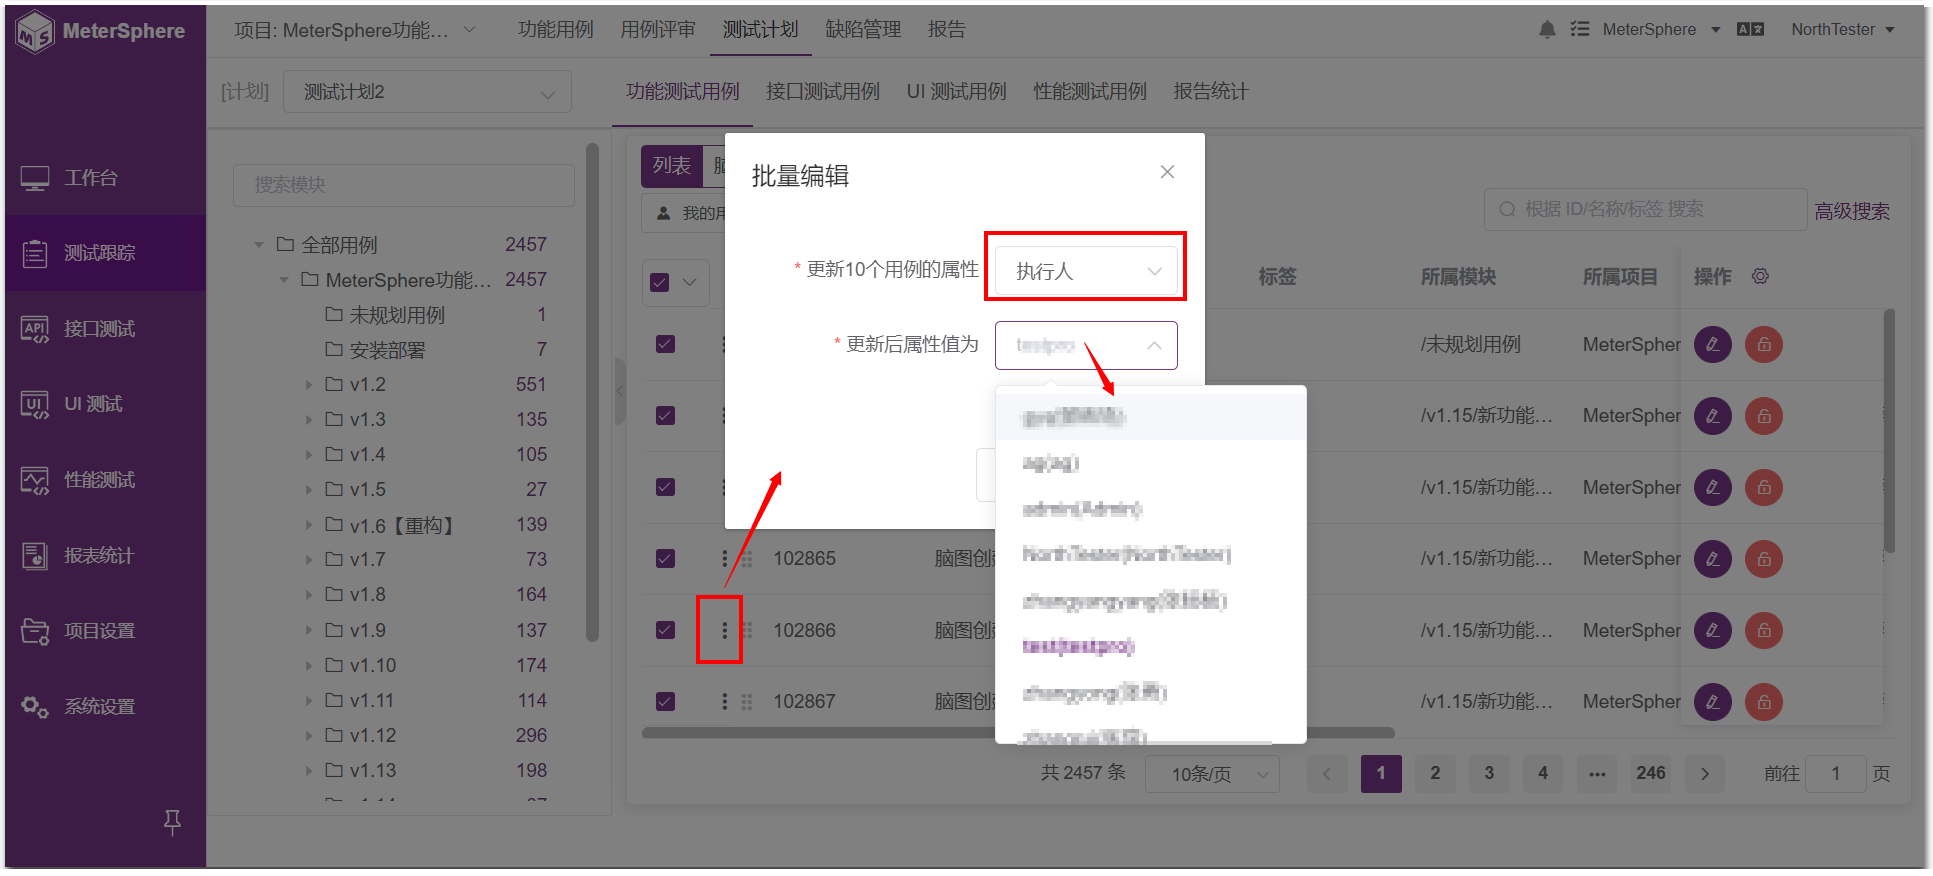 MeterSphere
项目: MeterSphere功能...
功能用例
用例评审
测试计划
缺陷管理
报告
MeterSphere
NorthTester
[计划]
测试计划2
功能测试用例
接口测试用例
UI 测试用例
性能测试用例
报告统计
工作台
测试跟踪
接口测试
UI 测试
性能测试
报表统计
项目设置
系统设置
搜索模块
全部用例 2457
MeterSphere功能... 2457
未规划用例 1
安装部署 7
v1.2 551
v1.3 135
v1.4 105
v1.5 27
v1.6【重构】 139
v1.7 73
v1.8 164
v1.9 137
v1.10 174
v1.11 114
v1.12 296
v1.13 198
列表
我的用
根据 ID/名称/标签 搜索
高级搜索
批量编辑
* 更新10个用例的属性
执行人
* 更新后属性值为
testpro
admin(Admin)
NorthTester(NorthTester)
test(testpro)
标签 所属模块 所属项目 操作
/未规划用例 MeterSpher
/v1.15/新功能... MeterSpher
/v1.15/新功能... MeterSpher
102865 脑图创建 /v1.15/新功能... MeterSpher
102866 脑图创建 /v1.15/新功能... MeterSpher
102867 脑图创建 /v1.15/新功能... MeterSpher
共 2457 条
10条/页
1 2 3 4 ... 246
前往 1 页